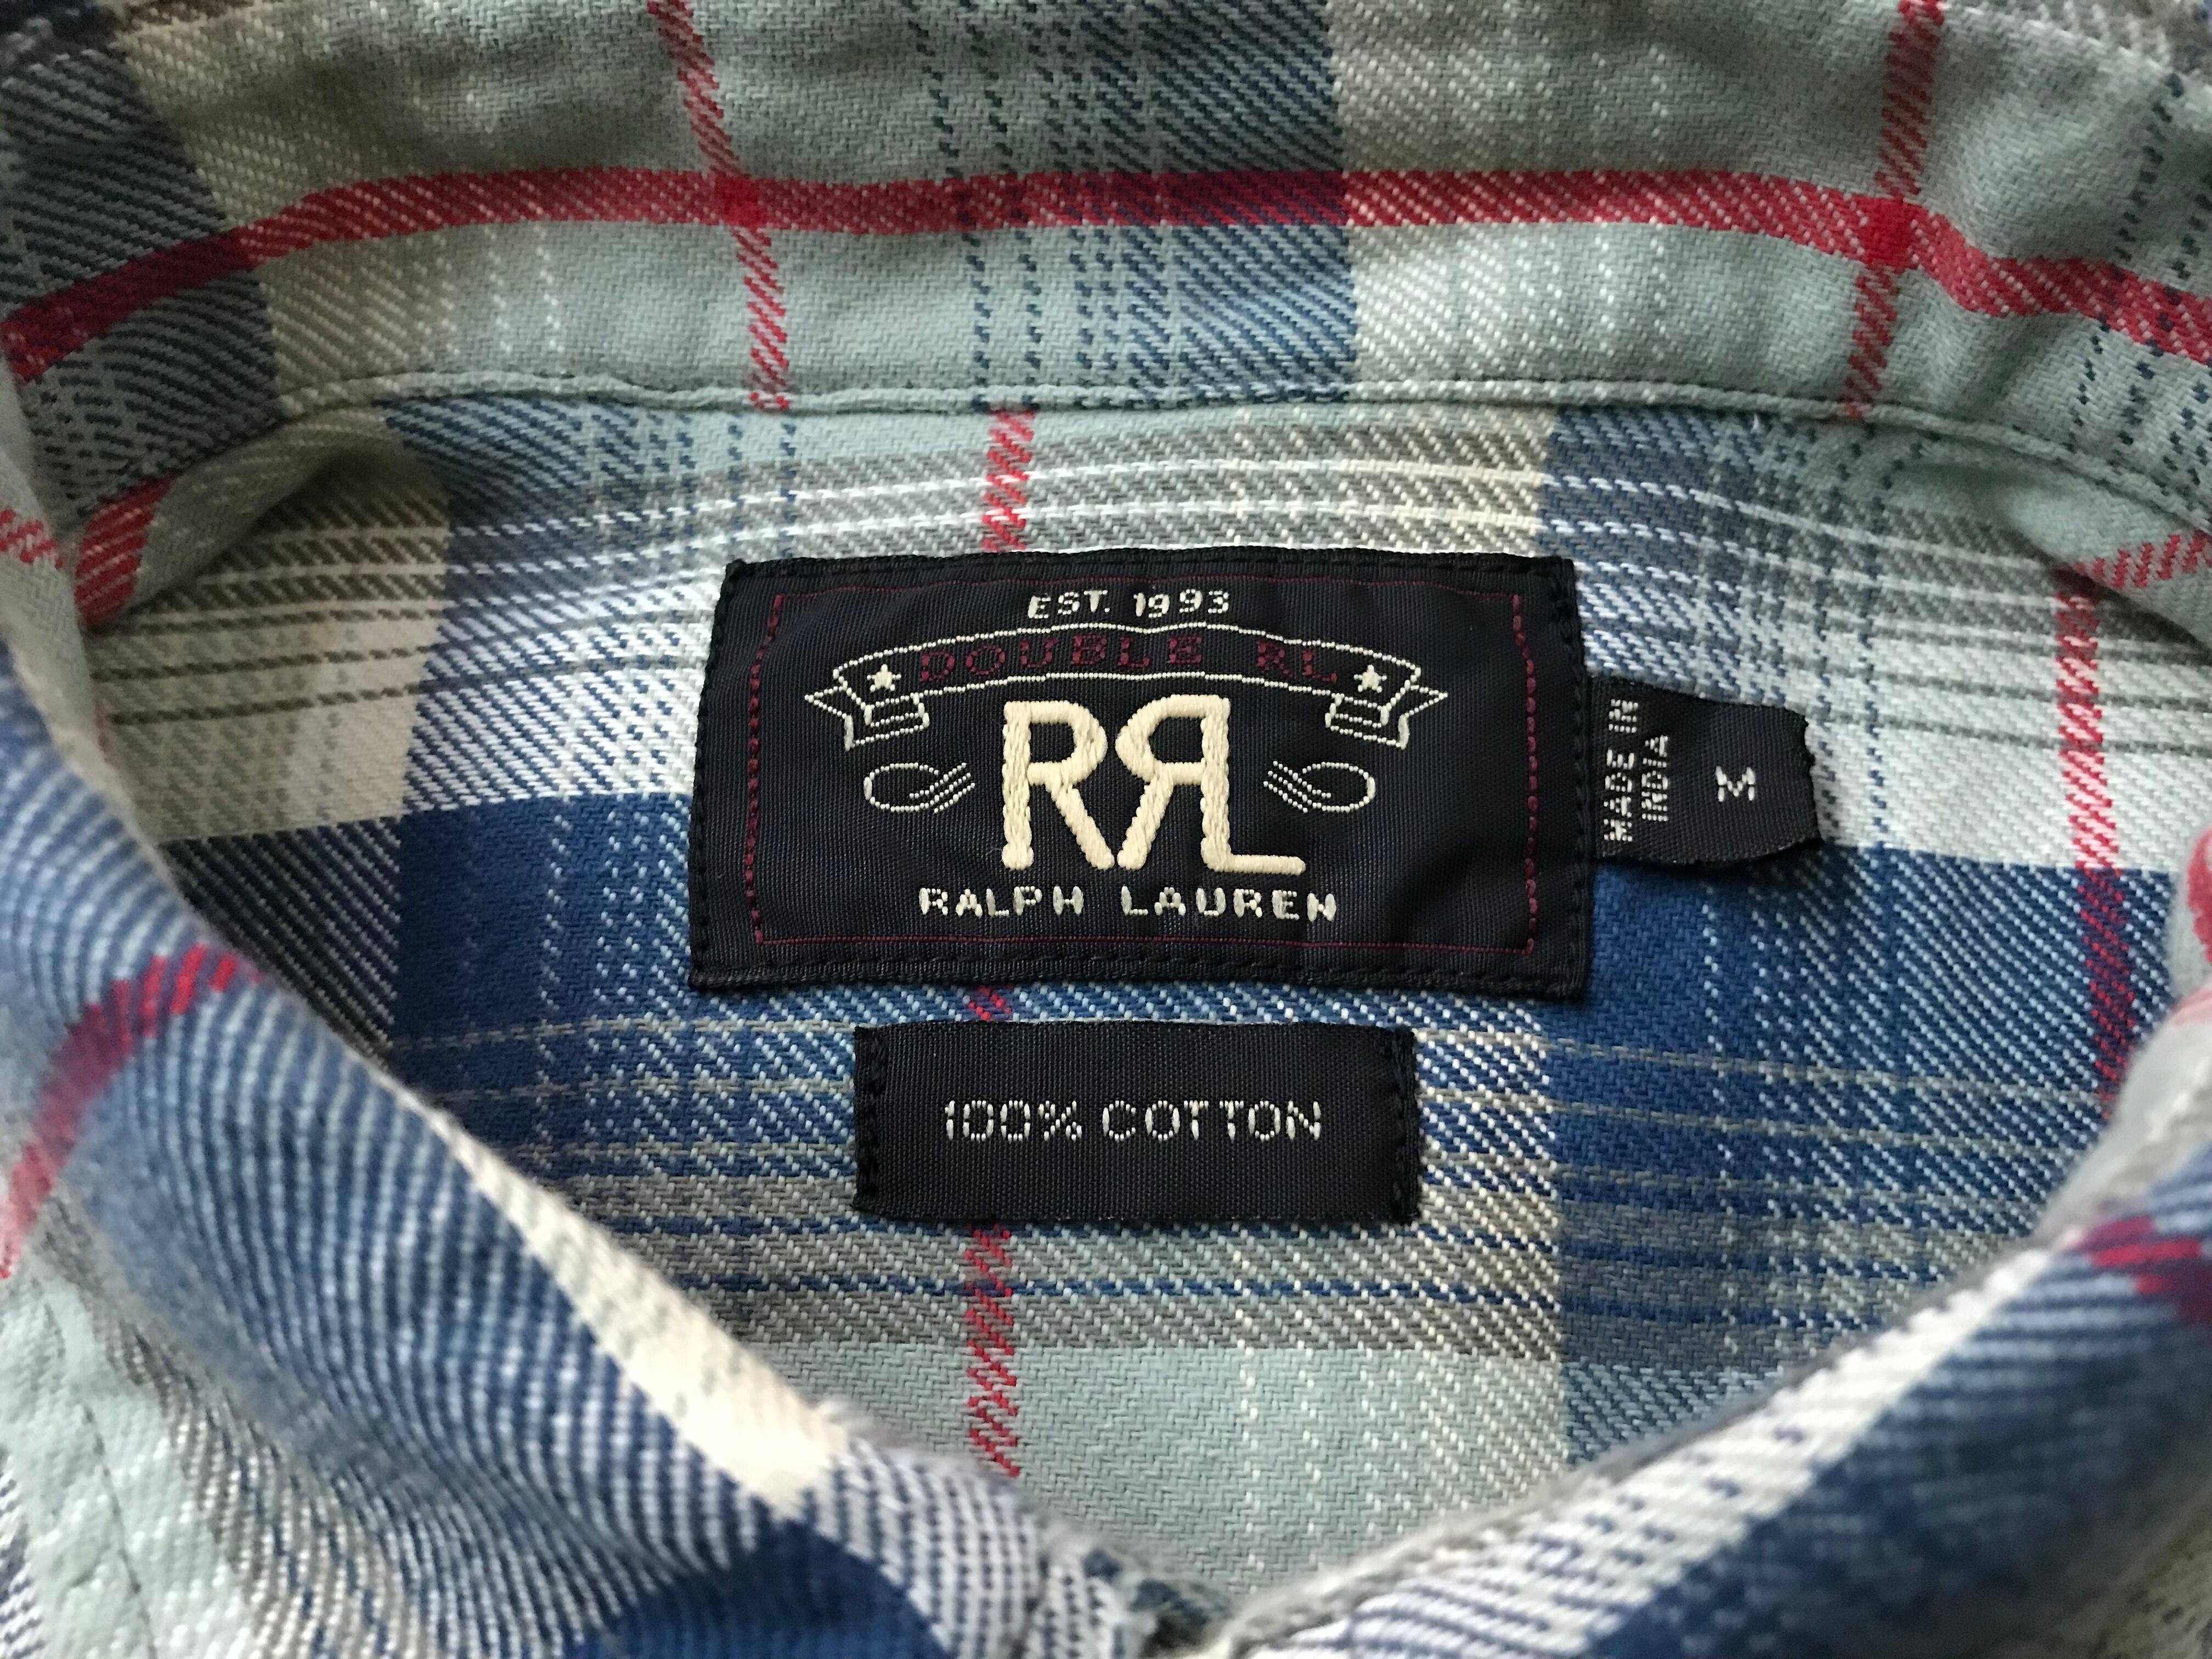 EST. 1993
DOUBLE RL
RRL
RALPH LAUREN
MADE IN
INDIA
M
100% COTTON